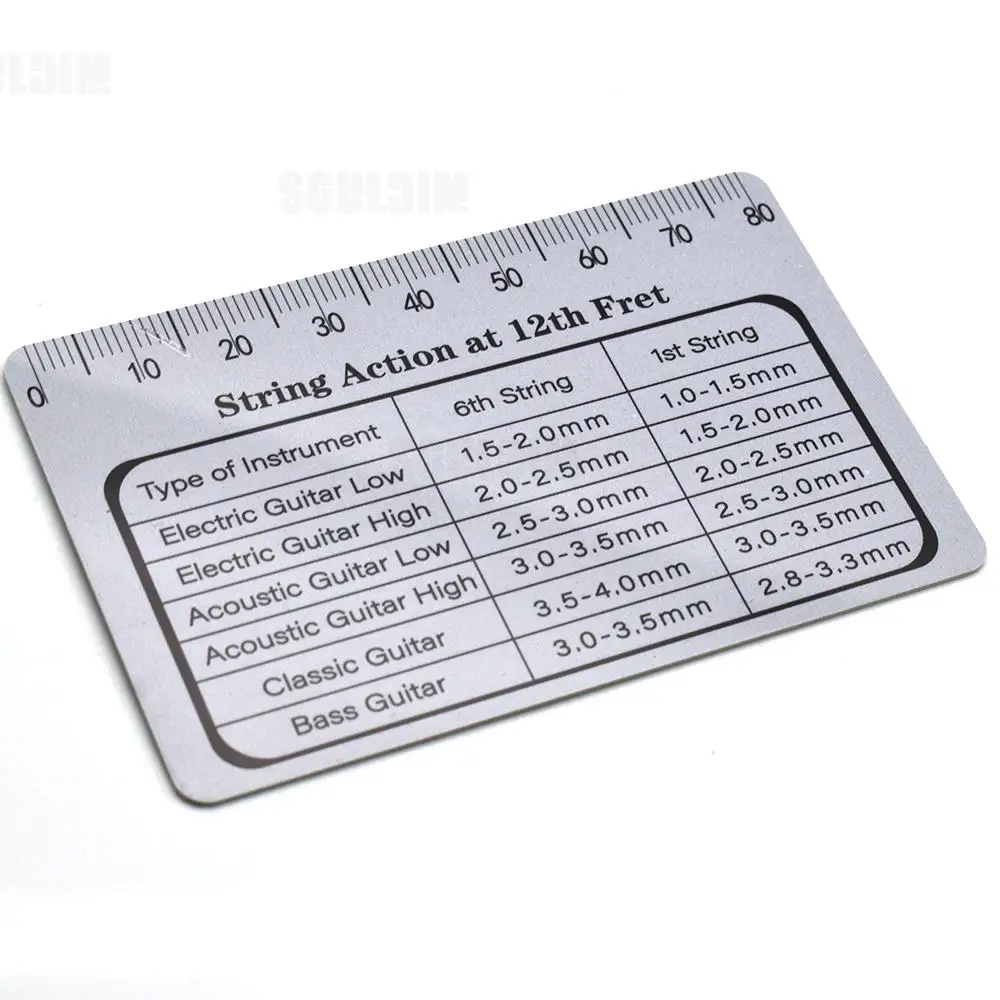 SGULCIM
0 10 20 30 40 50 60 70 80
String Action at 12th Fret
Type of Instrument 6th String 1st String
Electric Guitar Low 1.5-2.0mm 1.0-1.5mm
Electric Guitar High 2.0-2.5mm 1.5-2.0mm
Acoustic Guitar Low 2.5-3.0mm 2.0-2.5mm
Acoustic Guitar High 3.0-3.5mm 2.5-3.0mm
Classic Guitar 3.5-4.0mm 3.0-3.5mm
Bass Guitar 3.0-3.5mm 2.8-3.3mm